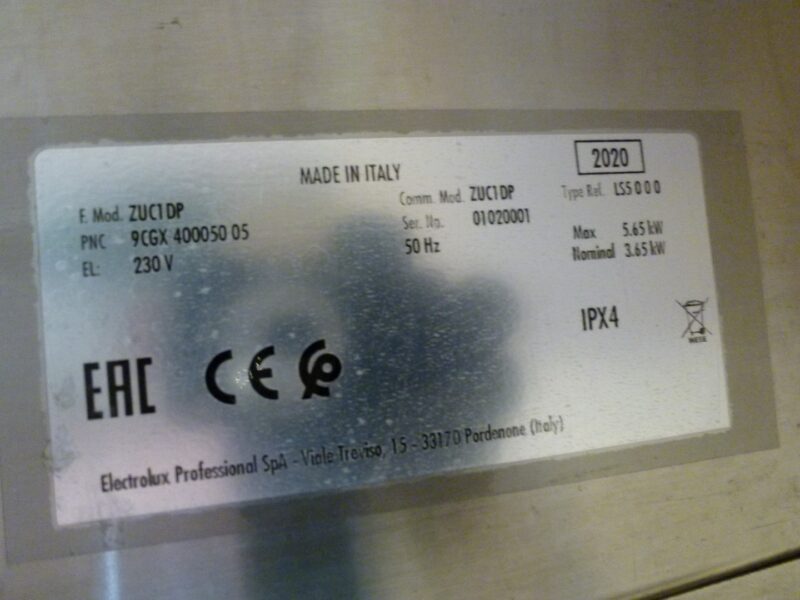 MADE IN ITALY
2020
F. Mod. ZUC1DP
Comm. Mod. ZUC1DP
Type Ref. LS5000
PNC 9CGX 400050 05
Ser. No. 01020001
EL: 230 V
50 Hz
Max 5.65 kW
Nominal 3.65 kW
IPX4
EAC CE
Electrolux Professional SpA - Viale Treviso, 15 - 33170 Pordenone (Italy)